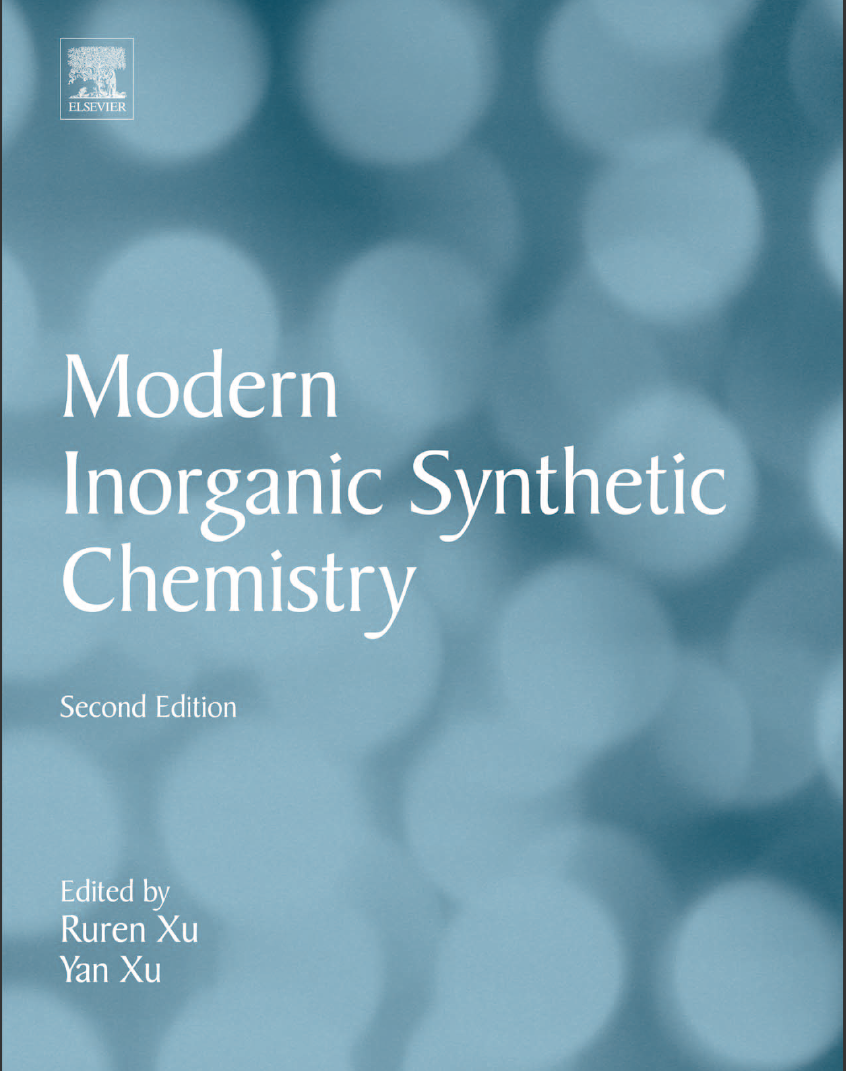 ELSEVIER
Modern
Inorganic Synthetic
Chemistry
Second Edition
Edited by
Ruren Xu
Yan Xu